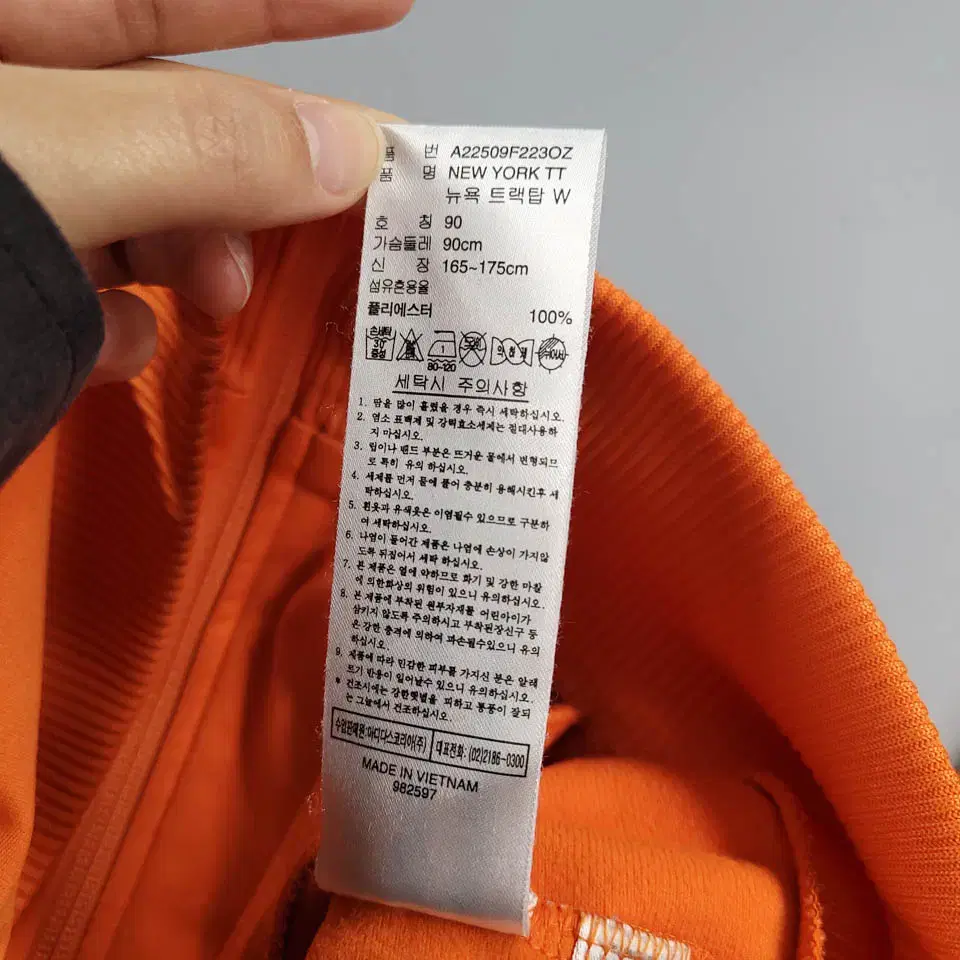 품 번 A22509F223OZ
품 명 NEW YORK TT
뉴욕 트랙탑 W
호 칭 90
가슴둘레 90cm
신 장 165~175cm
섬유혼용율
폴리에스터 100%
손세탁
30
중성
1
80-120
세탁시 주의사항
1. 땀을 많이 흘렸을 경우 즉시 세탁하십시오.
2. 염소 표백제 및 강력효소세제는 절대사용하
지 마십시오.
3. 립이나 밴드 부분은 뜨거운 물에서 변형되므
로 특히 유의 하십시오.
4. 세제를 먼저 물에 풀어 충분히 용해시킨후 세
탁하십시오.
5. 흰옷과 유색옷은 이염될수 있으므로 구분하
여 세탁하십시오.
6. 나염이 들어간 제품은 나염에 손상이 가지않
도록 뒤집어서 세탁 하십시오.
7. 본 제품은 열에 약하므로 화기 및 강한 마찰
에 의한화상의 위험이 있으니 유의하십시오.
8. 본 제품에 부착된 원부자재를 어린아이가
삼키지 않도록 주의하시고 부착된장신구 등
은 강한 충격에 의하여 파손될수있으니 유의
하십시오.
9. 제품에 따라 민감한 피부를 가지신 분은 알레
르기 반응이 일어날수 있으니 유의하십시오.
* 건조시에는 강한햇볕을 피하고 통풍이 잘되
는 그늘에서 건조하십시오.
수입판매원:아디다스코리아(주) 대표전화: (02)2186-0300
MADE IN VIETNAM
982597